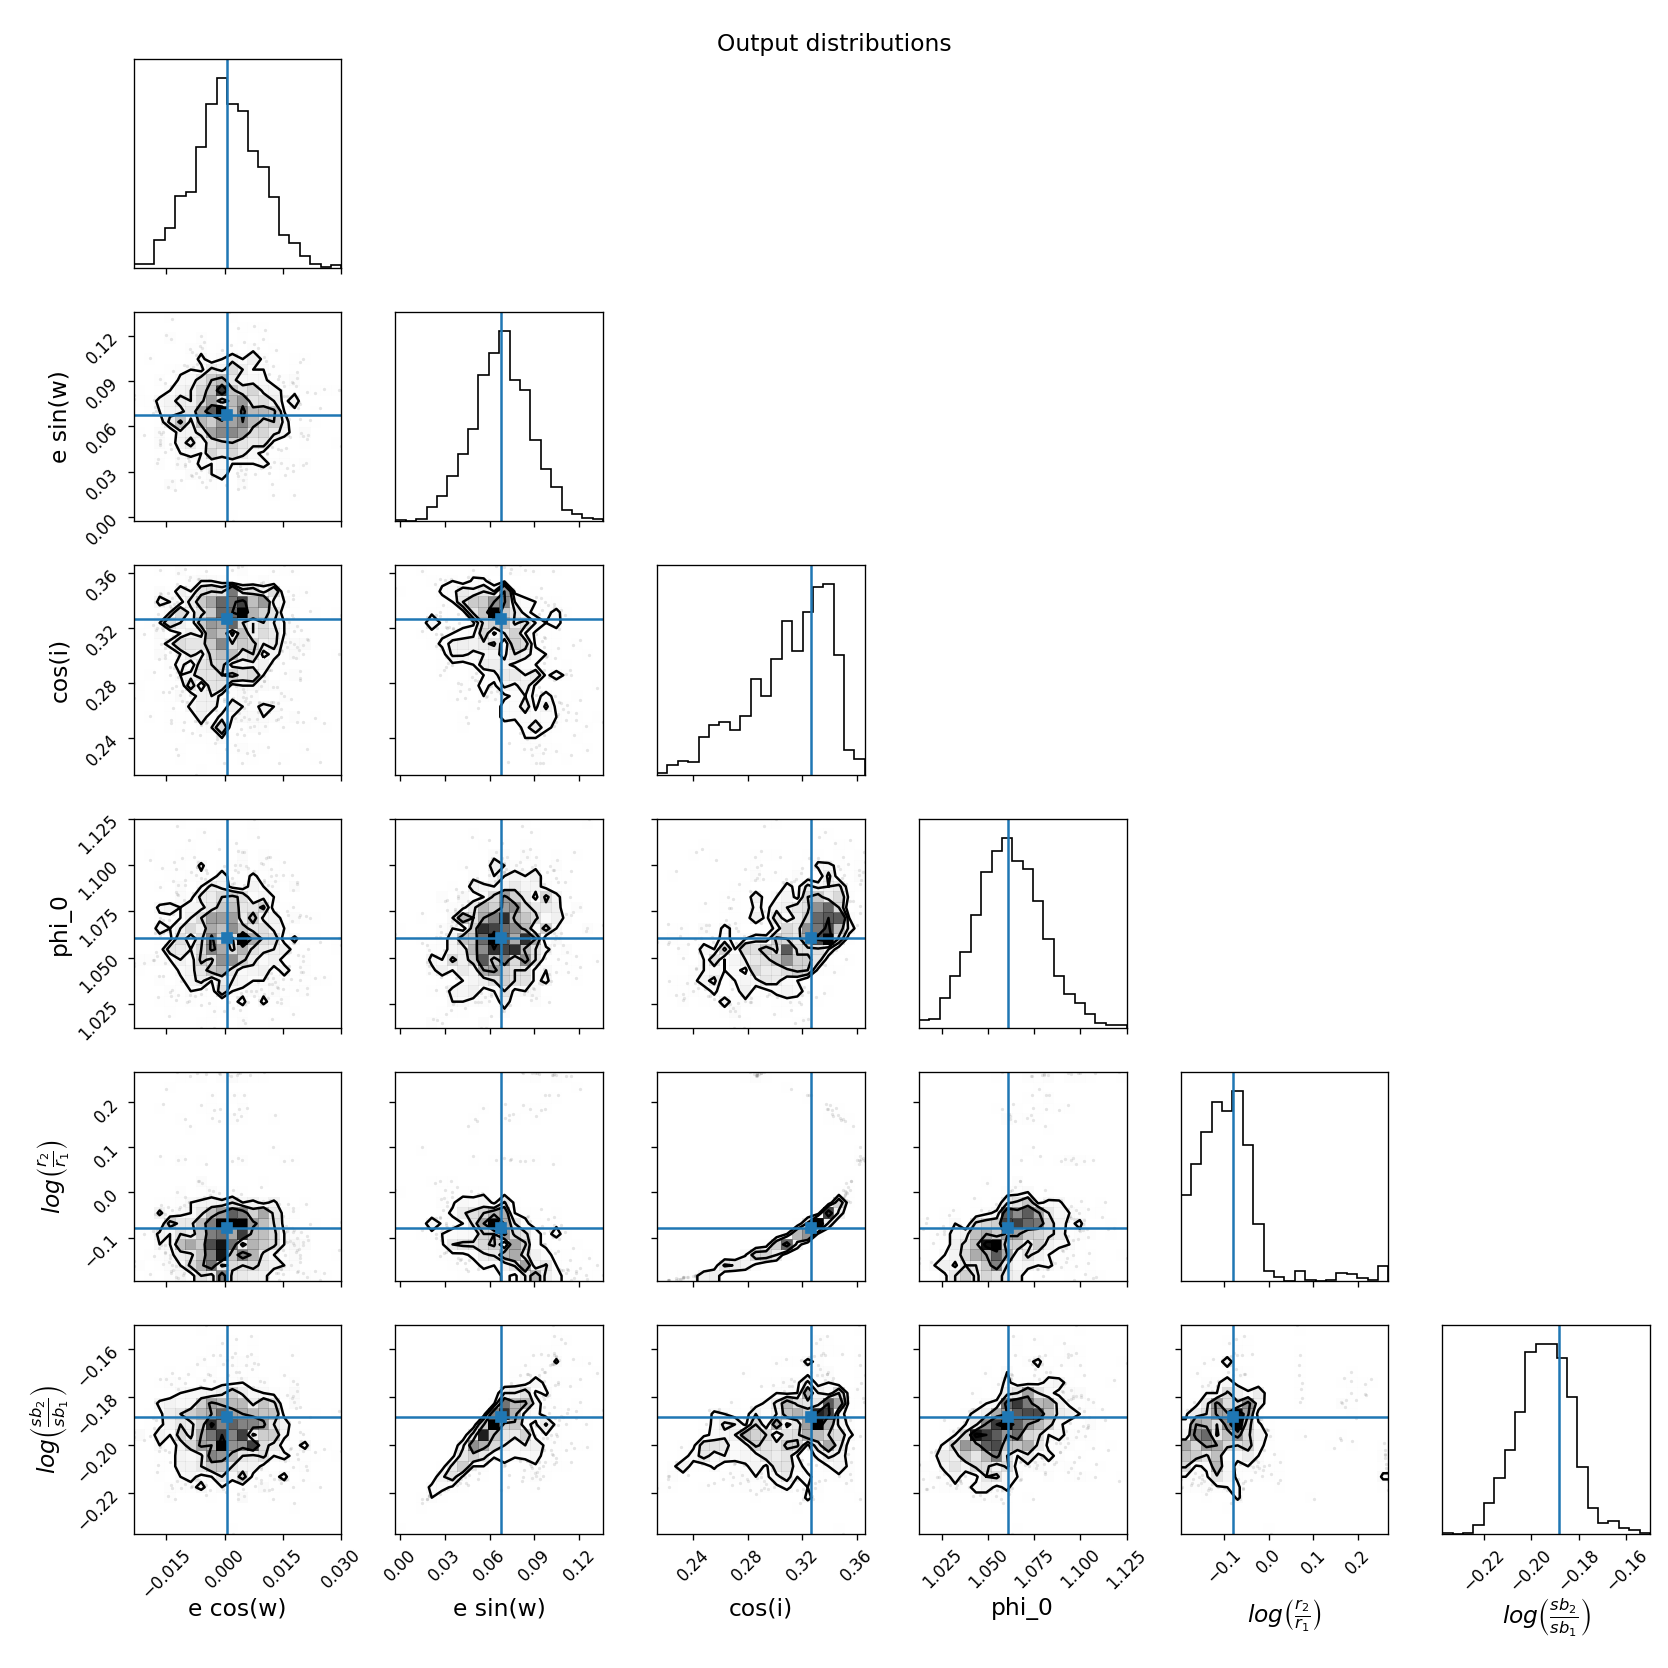 Output distributions
e sin(w)
0.12
0.09
0.06
0.03
0.00
cos(i)
0.36
0.32
0.28
0.24
phi_0
1.125
1.100
1.075
1.050
1.025
log(r₂/r₁)
0.2
0.1
0.0
−0.1
log(sb₂/sb₁)
−0.16
−0.18
−0.20
−0.22
−0.015 0.000 0.015 0.030 0.00 0.03 0.06 0.09 0.12 0.24 0.28 0.32 0.36 1.025 1.050 1.075 1.100 1.125 −0.1 0.0 0.1 0.2 −0.22 −0.20 −0.18 −0.16
e cos(w) e sin(w) cos(i) phi_0 log(r₂/r₁) log(sb₂/sb₁)